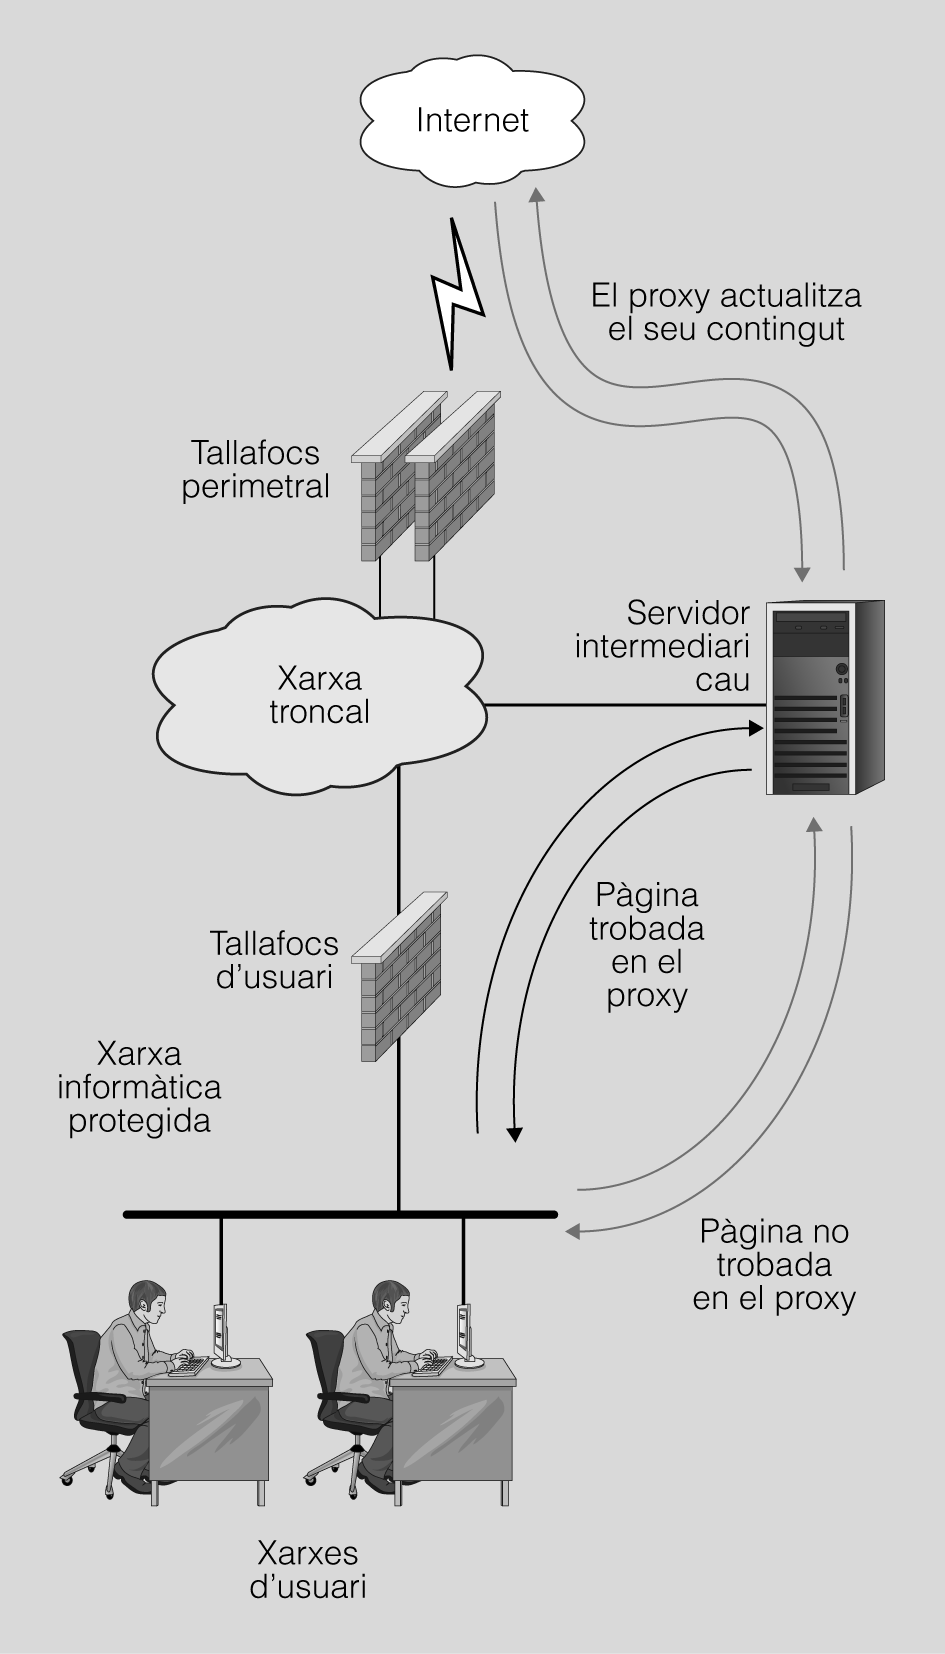 Internet
El proxy actualitza
el seu contingut
Tallafocs
perimetral
Servidor
intermediari
cau
Xarxa
troncal
Pàgina
trobada
en el
proxy
Tallafocs
d'usuari
Xarxa
informàtica
protegida
Pàgina no
trobada
en el proxy
Xarxes
d'usuari